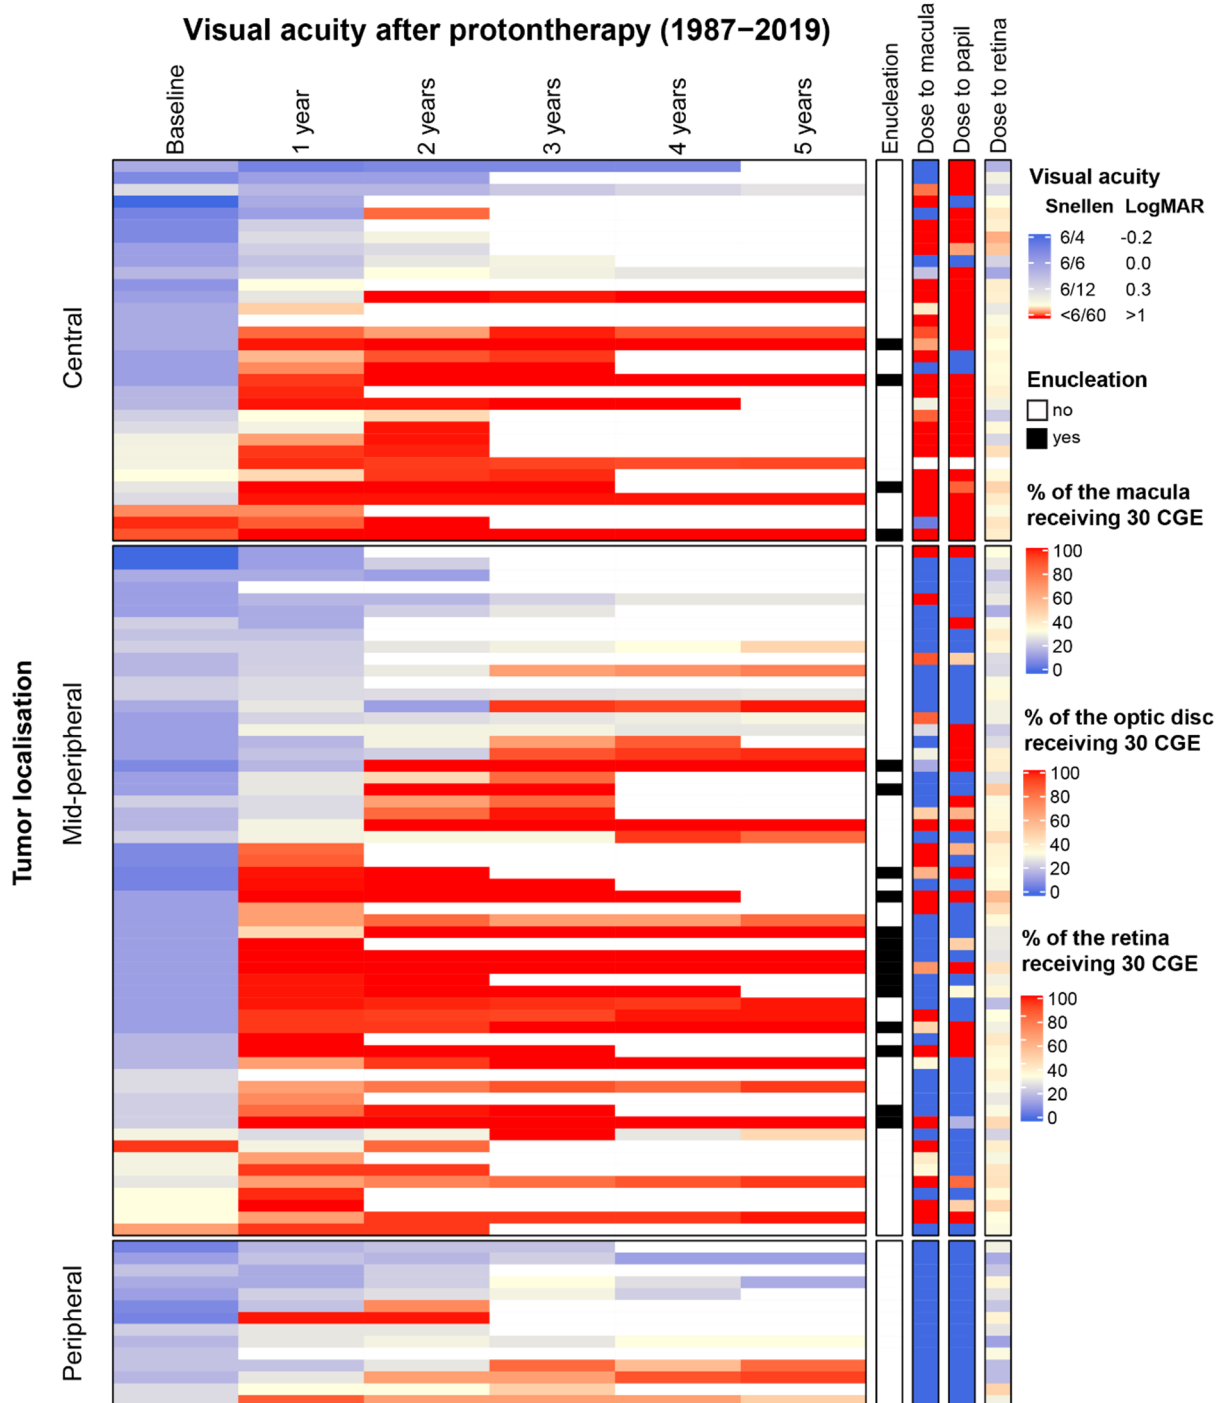 Visual acuity after protontherapy (1987−2019)
Baseline
1 year
2 years
3 years
4 years
5 years
Enucleation
Dose to macula
Dose to papil
Dose to retina
Tumor localisation
Central
Mid-peripheral
Peripheral
Visual acuity
Snellen LogMAR
6/4 -0.2
6/6 0.0
6/12 0.3
<6/60 >1
Enucleation
no
yes
% of the macula
receiving 30 CGE
100
80
60
40
20
0
% of the optic disc
receiving 30 CGE
100
80
60
40
20
0
% of the retina
receiving 30 CGE
100
80
60
40
20
0